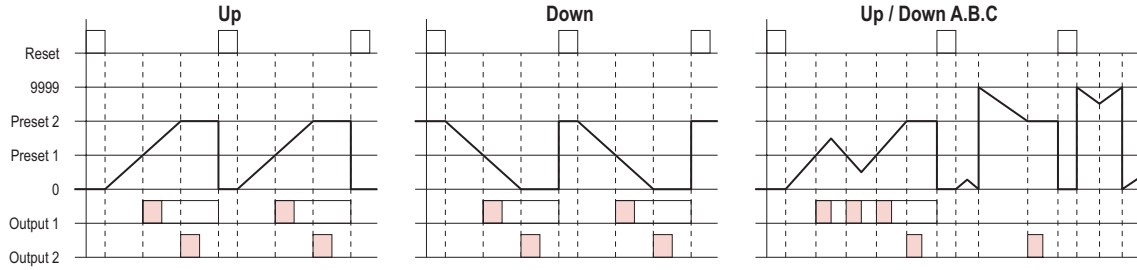 Up
Down
Up / Down A.B.C
Reset
9999
Preset 2
Preset 1
0
Output 1
Output 2